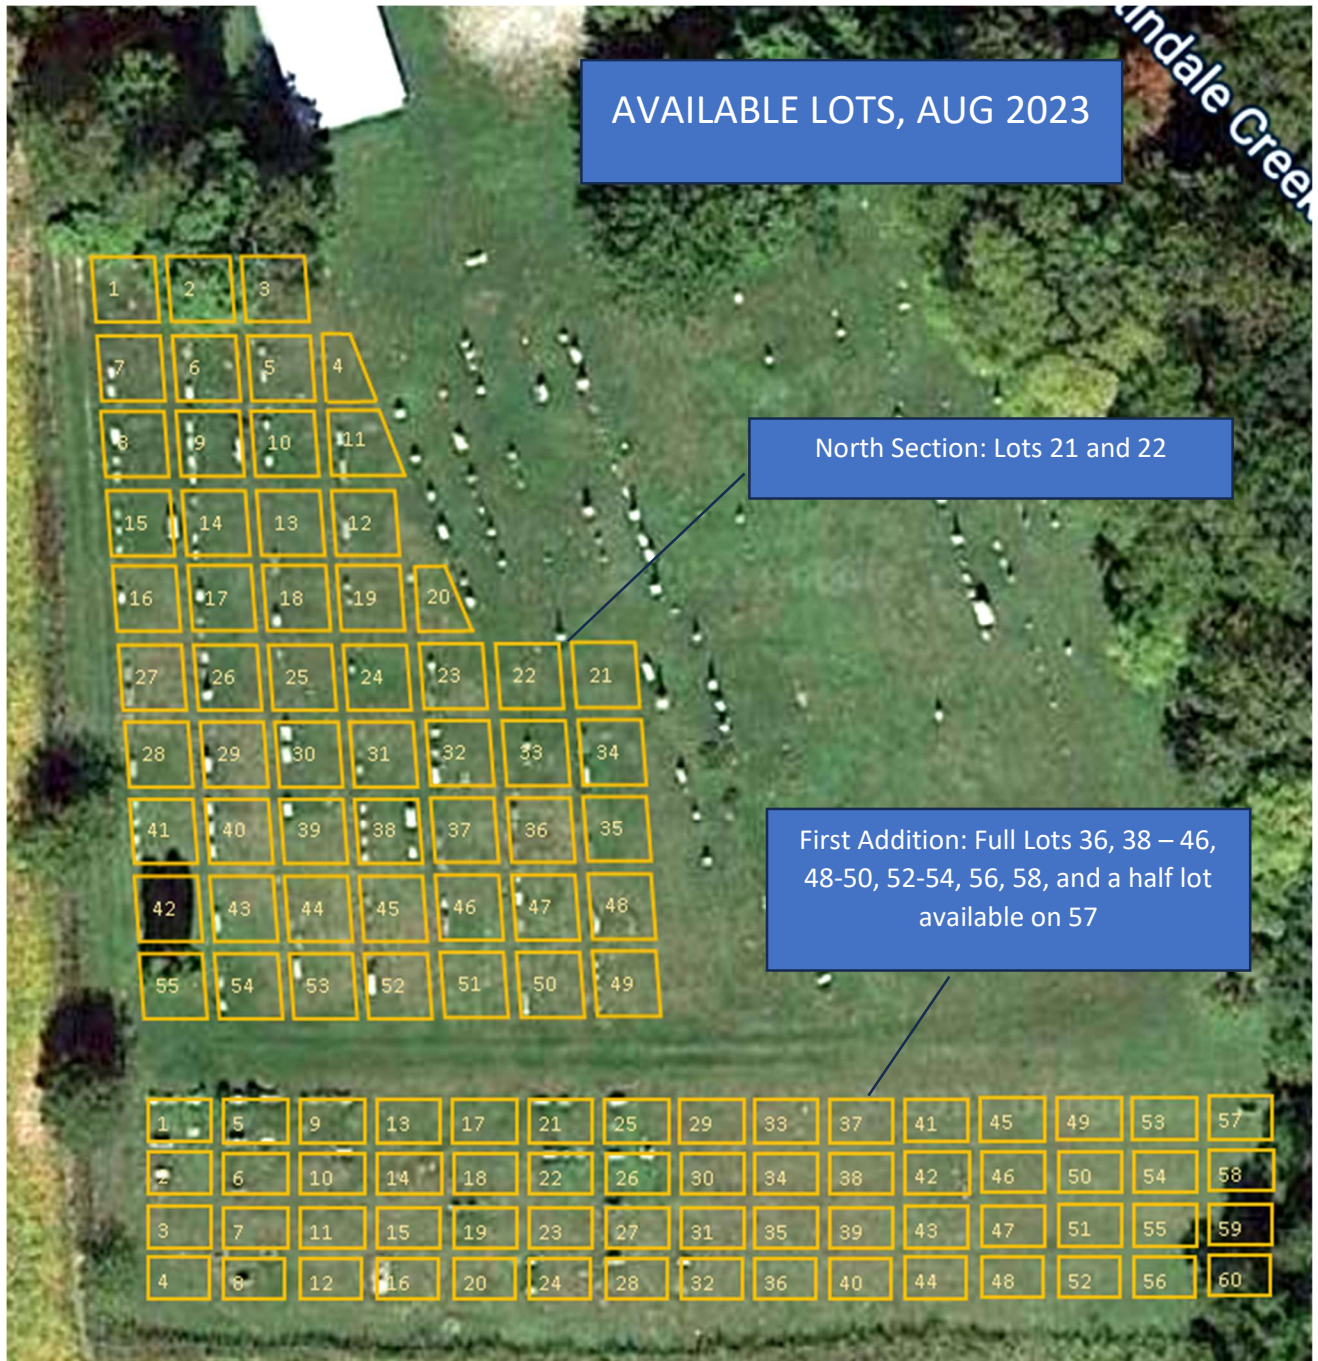 AVAILABLE LOTS, AUG 2023
indale Creek
1 2 3
7 6 5 4
8 9 10 11
North Section: Lots 21 and 22
15 14 13 12
16 17 18 19 20
27 26 25 24 23 22 21
28 29 30 31 32 33 34
41 40 39 38 37 36 35
First Addition: Full Lots 36, 38 – 46,
48-50, 52-54, 56, 58, and a half lot
available on 57
42 43 44 45 46 47 48
55 54 53 52 51 50 49
1 5 9 13 17 21 25 29 33 37 41 45 49 53 57
2 6 10 14 18 22 26 30 34 38 42 46 50 54 58
3 7 11 15 19 23 27 31 35 39 43 47 51 55 59
4 8 12 16 20 24 28 32 36 40 44 48 52 56 60